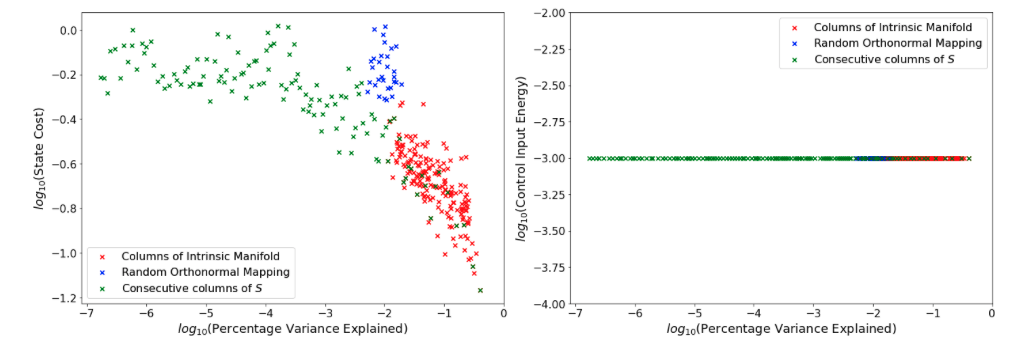 0.0
−0.2
−0.4
−0.6
−0.8
−1.0
−1.2
log10(State Cost)
Columns of Intrinsic Manifold
Random Orthonormal Mapping
Consecutive columns of S
−7 −6 −5 −4 −3 −2 −1 0
log10(Percentage Variance Explained)
−2.00
−2.25
−2.50
−2.75
−3.00
−3.25
−3.50
−3.75
−4.00
log10(Control Input Energy)
Columns of Intrinsic Manifold
Random Orthonormal Mapping
Consecutive columns of S
−7 −6 −5 −4 −3 −2 −1 0
log10(Percentage Variance Explained)